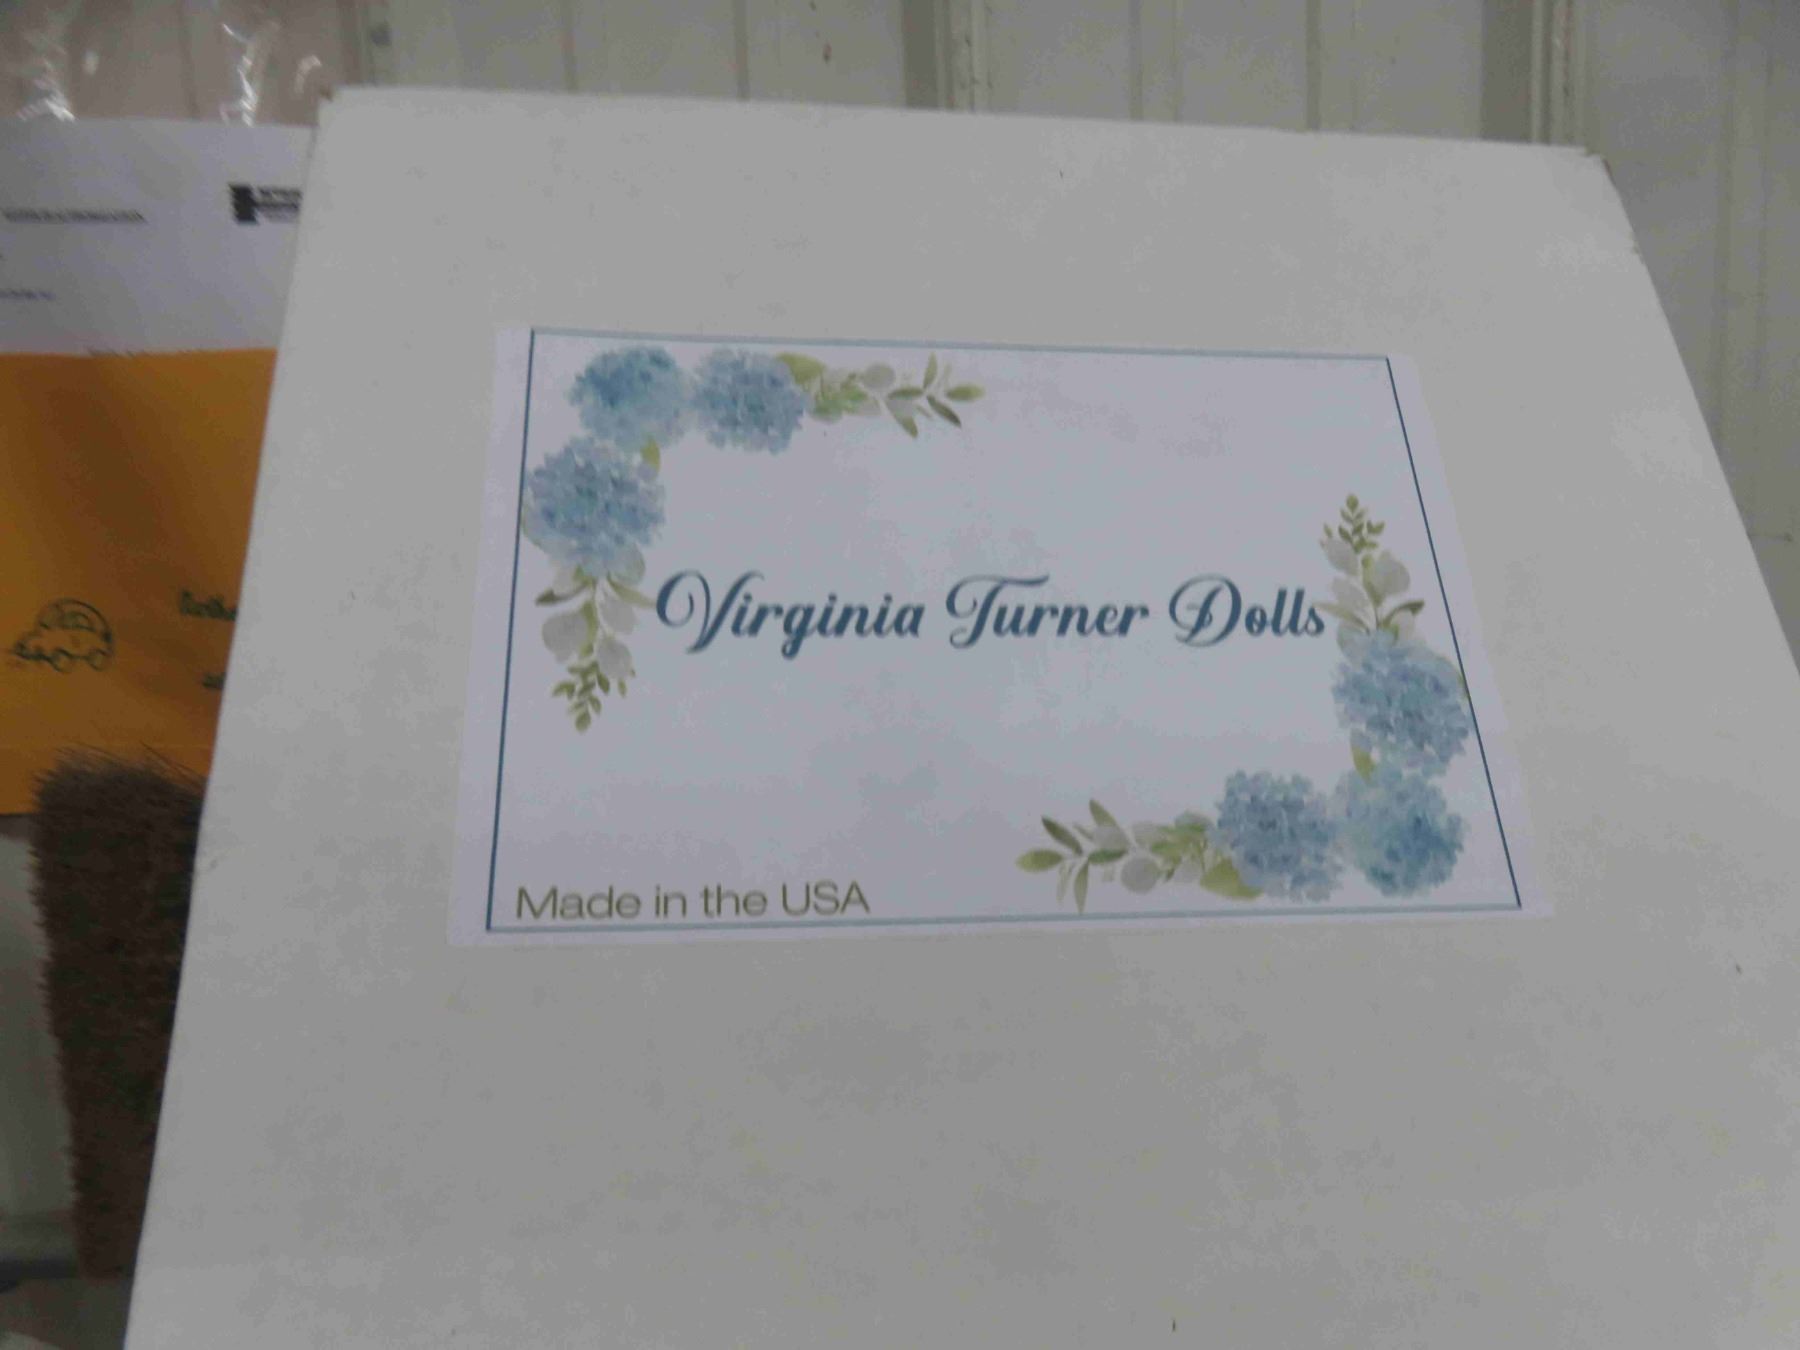 Virginia Turner Dolls
Made in the USA